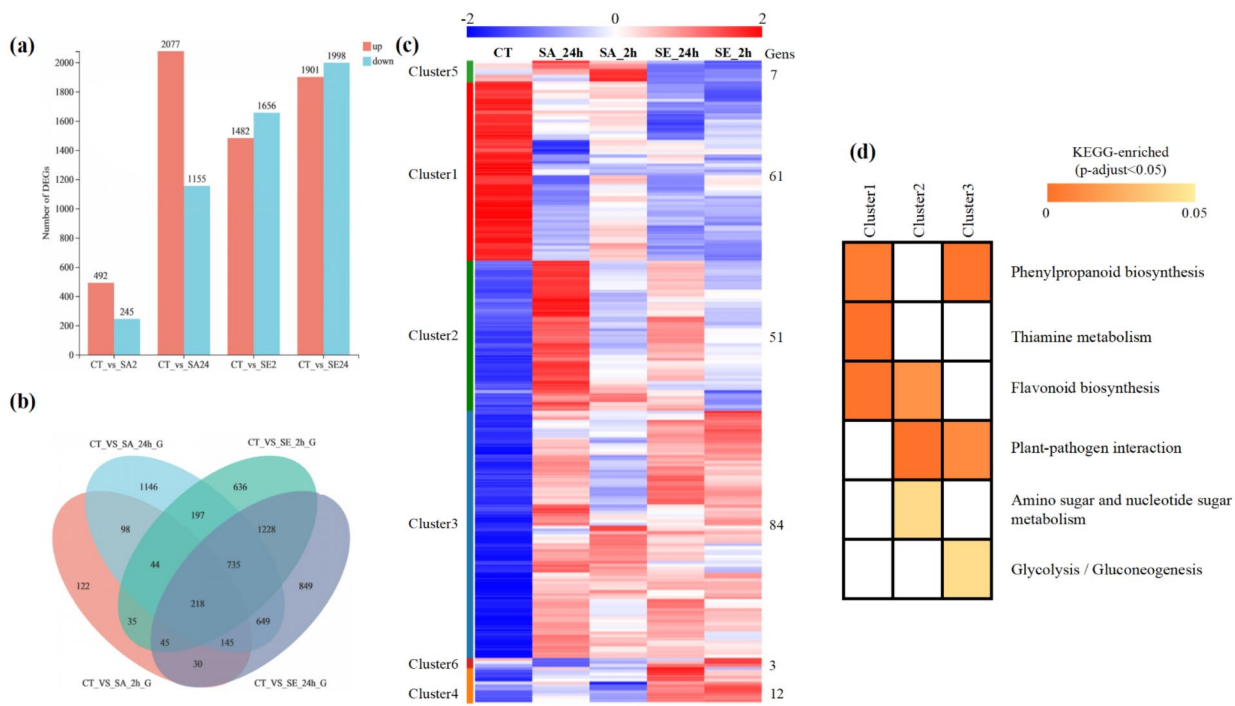 (a)
up
down
2077
1998
1901
1656
1482
1155
492
245
2000
1800
1600
1400
1200
1000
800
600
400
200
0
Number of DEGs
CT_vs_SA2
CT_vs_SA24
CT_vs_SE2
CT_vs_SE24
(b)
CT_VS_SA_24h_G
CT_VS_SE_2h_G
1146
636
197
98
1228
44
735
122
849
218
35
649
45
145
30
CT_VS_SA_2h_G
CT_VS_SE_24h_G
(c)
-2
0
2
CT
SA_24h
SA_2h
SE_24h
SE_2h
Gens
Cluster5
7
Cluster1
61
Cluster2
51
Cluster3
84
Cluster6
3
Cluster4
12
(d)
KEGG-enriched
(p-adjust<0.05)
0
0.05
Cluster1
Cluster2
Cluster3
Phenylpropanoid biosynthesis
Thiamine metabolism
Flavonoid biosynthesis
Plant-pathogen interaction
Amino sugar and nucleotide sugar
metabolism
Glycolysis / Gluconeogenesis